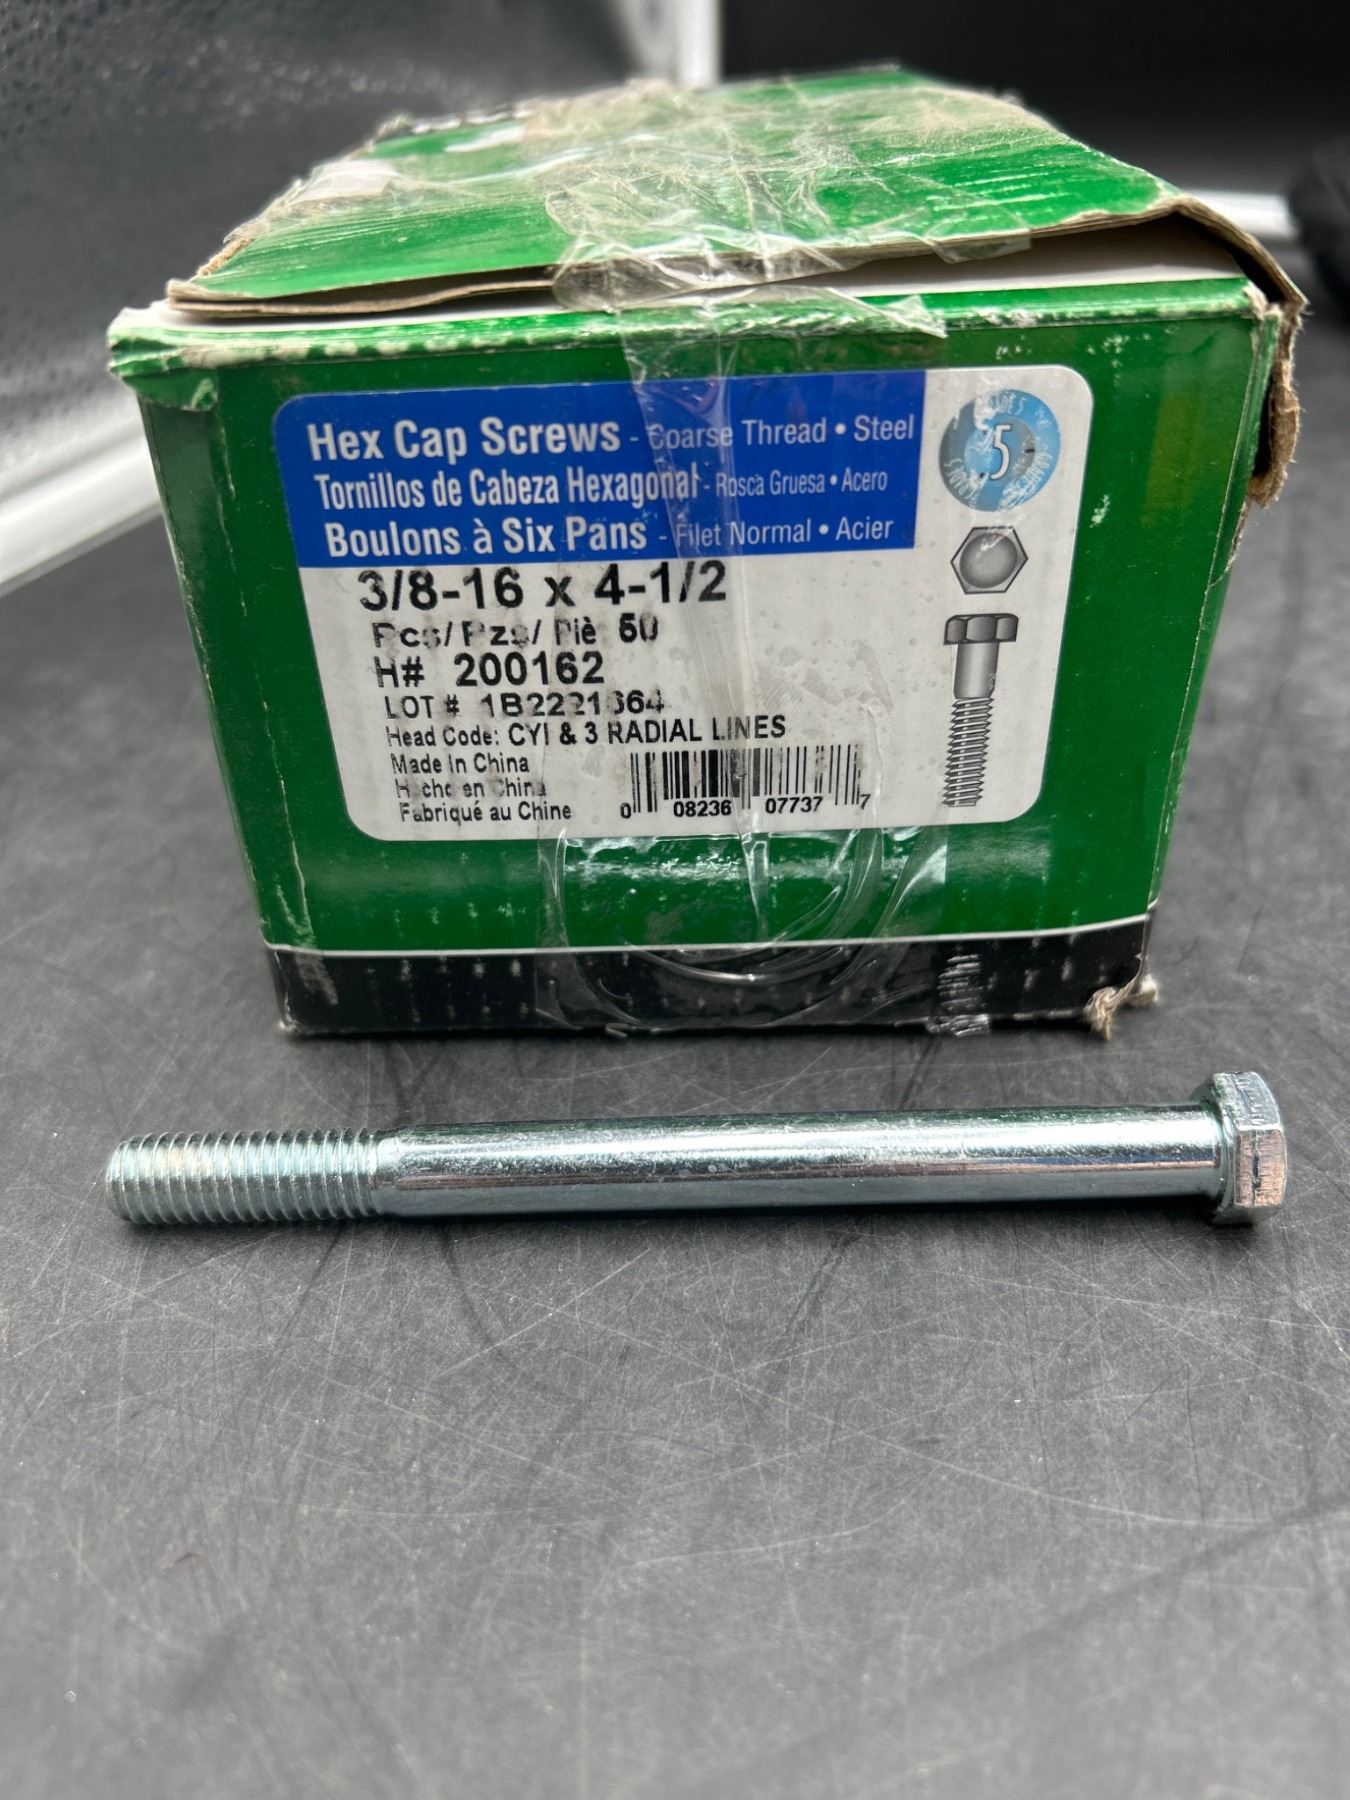 Hex Cap Screws - Coarse Thread • Steel
Tornillos de Cabeza Hexagonal - Rosca Gruesa • Acero
Boulons à Six Pans - Filet Normal • Acier
5
3/8-16 x 4-1/2
Pcs/Pzs/ Piè 50
H# 200162
LOT # 1B2221364
Head Code: CYI & 3 RADIAL LINES
Made In China
Hecho en China
Fabriqué au Chine
0 08236 07737 7